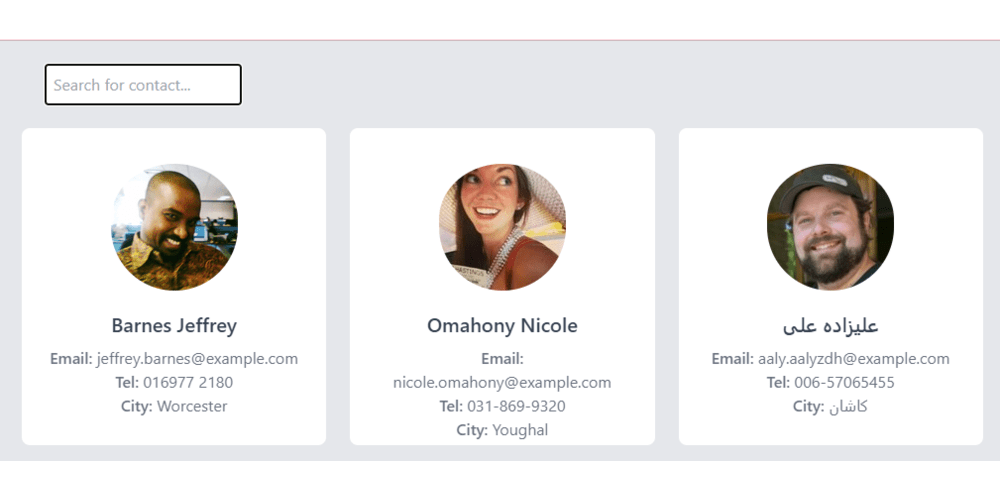 Search for contact...
Barnes Jeffrey
Email: jeffrey.barnes@example.com
Tel: 016977 2180
City: Worcester
Omahony Nicole
Email:
nicole.omahony@example.com
Tel: 031-869-9320
City: Youghal
علیزاده علی
Email: aaly.aalyzdh@example.com
Tel: 006-57065455
City: کاشان